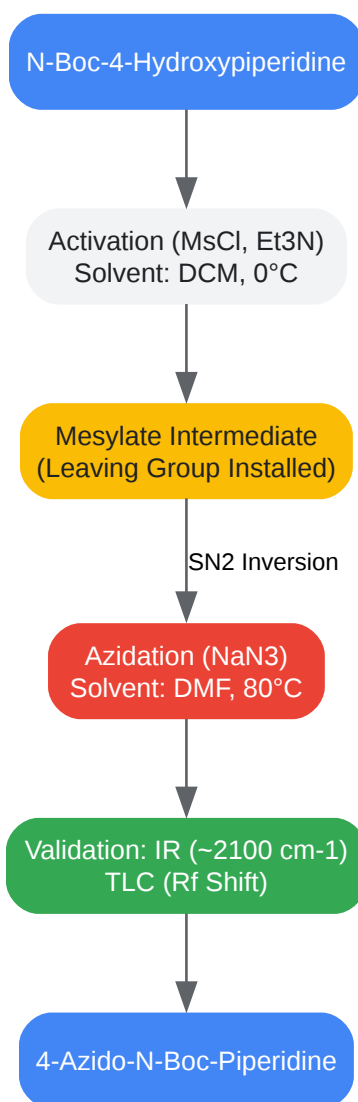 N-Boc-4-Hydroxypiperidine
Activation (MsCl, Et3N)
Solvent: DCM, 0°C
Mesylate Intermediate
(Leaving Group Installed)
SN2 Inversion
Azidation (NaN3)
Solvent: DMF, 80°C
Validation: IR (~2100 cm-1)
TLC (Rf Shift)
4-Azido-N-Boc-Piperidine